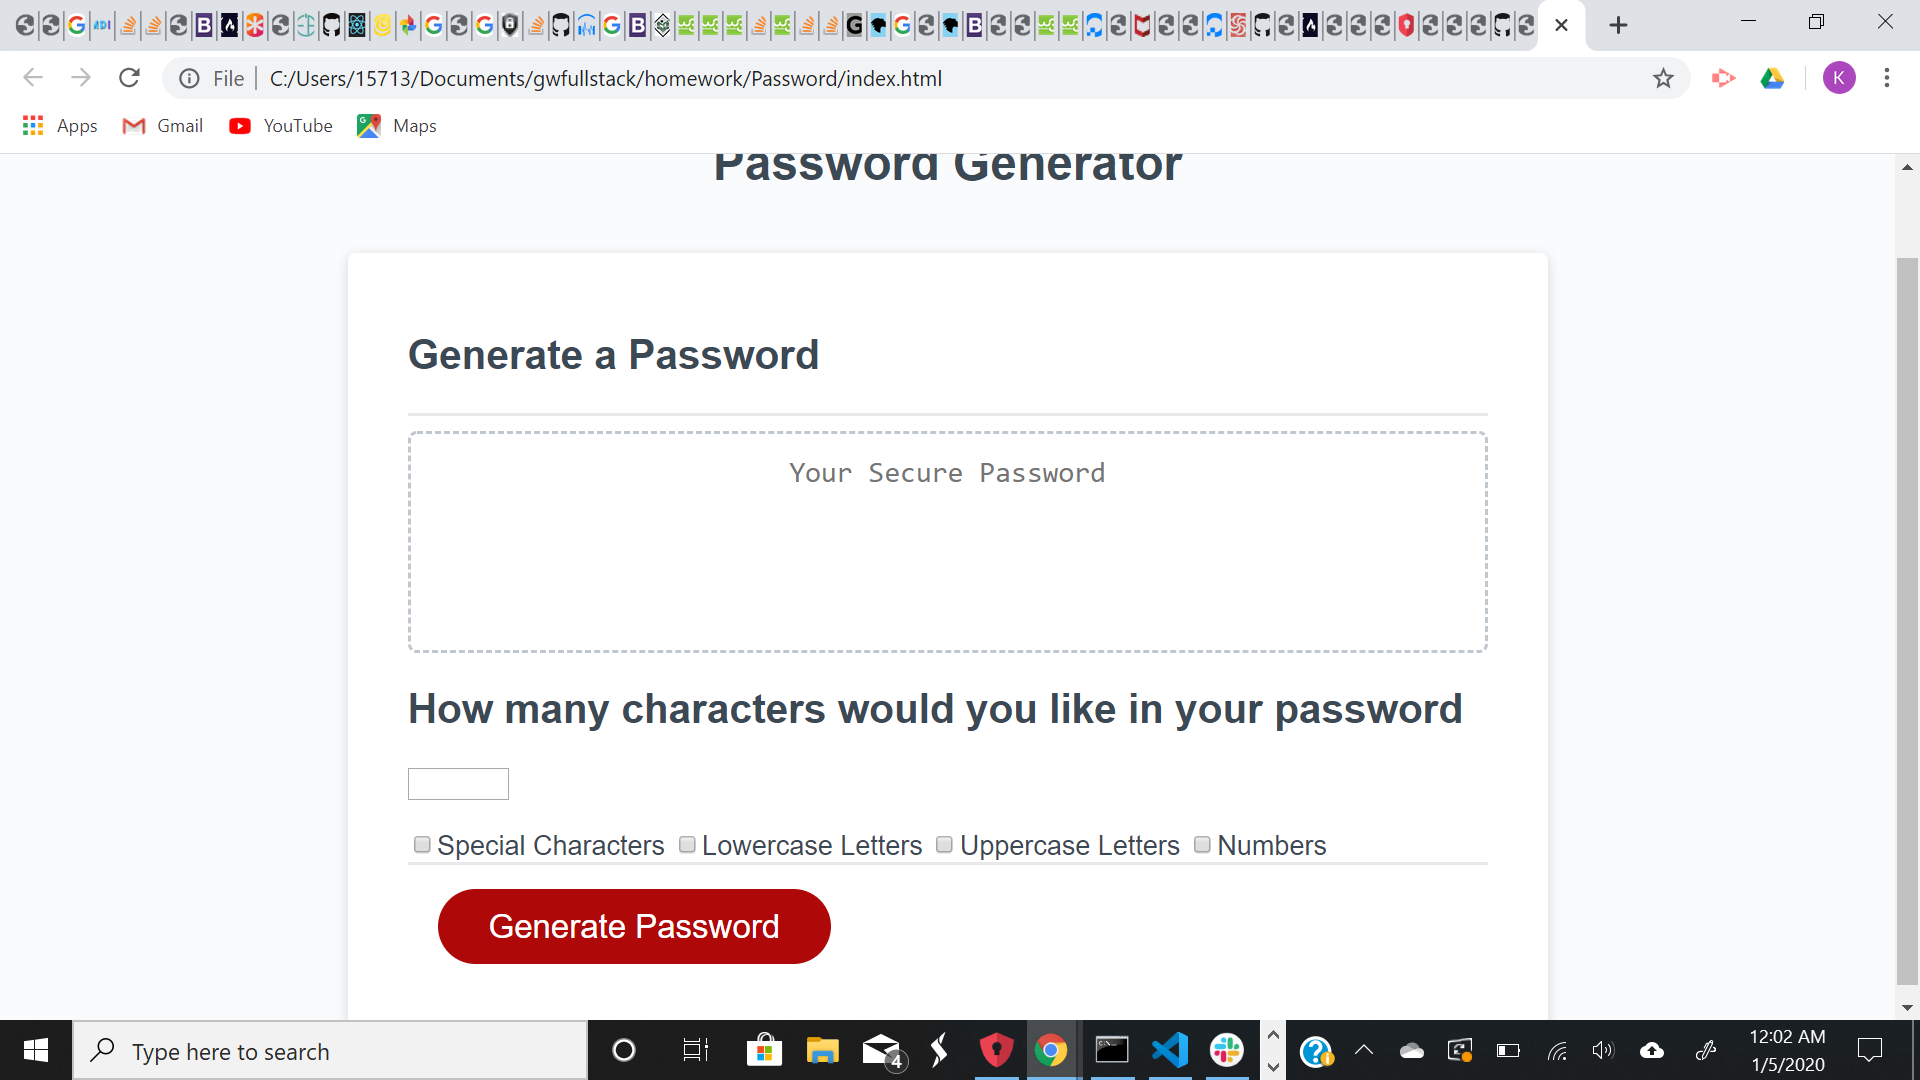 File C:/Users/15713/Documents/gwfullstack/homework/Password/index.html
K
Apps Gmail YouTube Maps
Password Generator
Generate a Password
Your Secure Password
How many characters would you like in your password
Special Characters Lowercase Letters Uppercase Letters Numbers
Generate Password
Type here to search
4
12:02 AM
1/5/2020